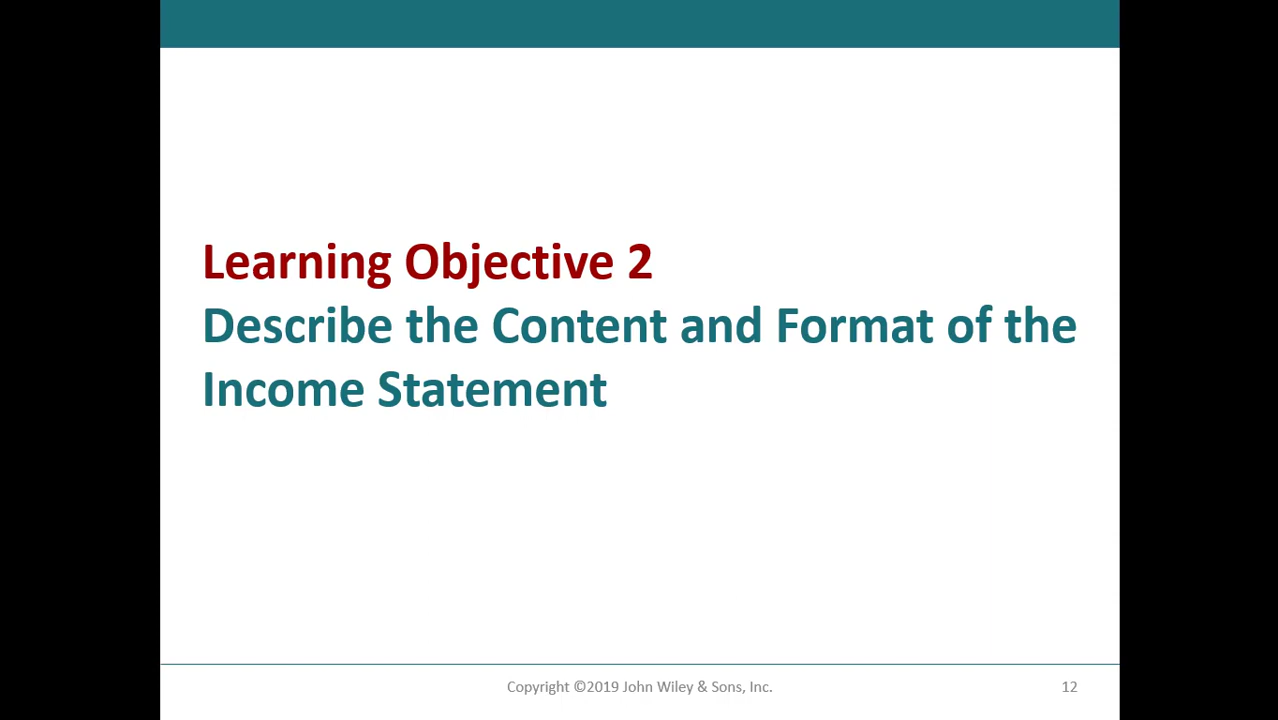 Learning Objective 2
Describe the Content and Format of the
Income Statement
Copyright ©2019 John Wiley & Sons, Inc.
12